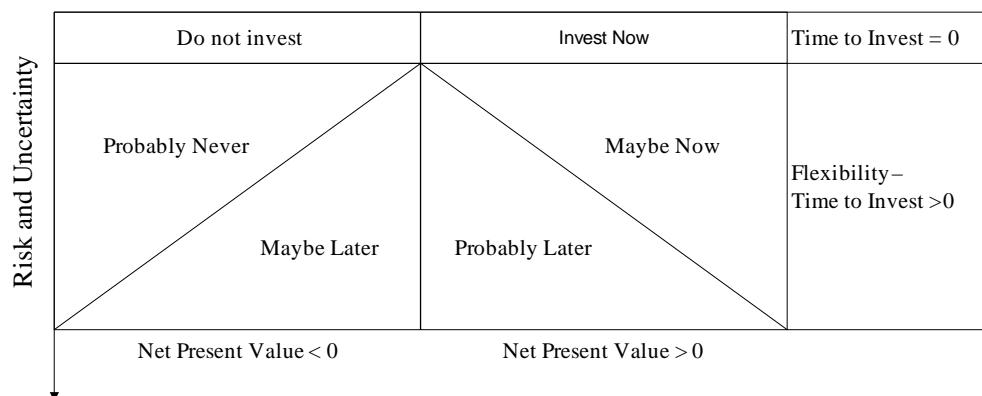 Do not invest
Invest Now
Time to Invest = 0
Risk and Uncertainty
Probably Never
Maybe Now
Flexibility–
Time to Invest >0
Maybe Later
Probably Later
Net Present Value < 0
Net Present Value > 0